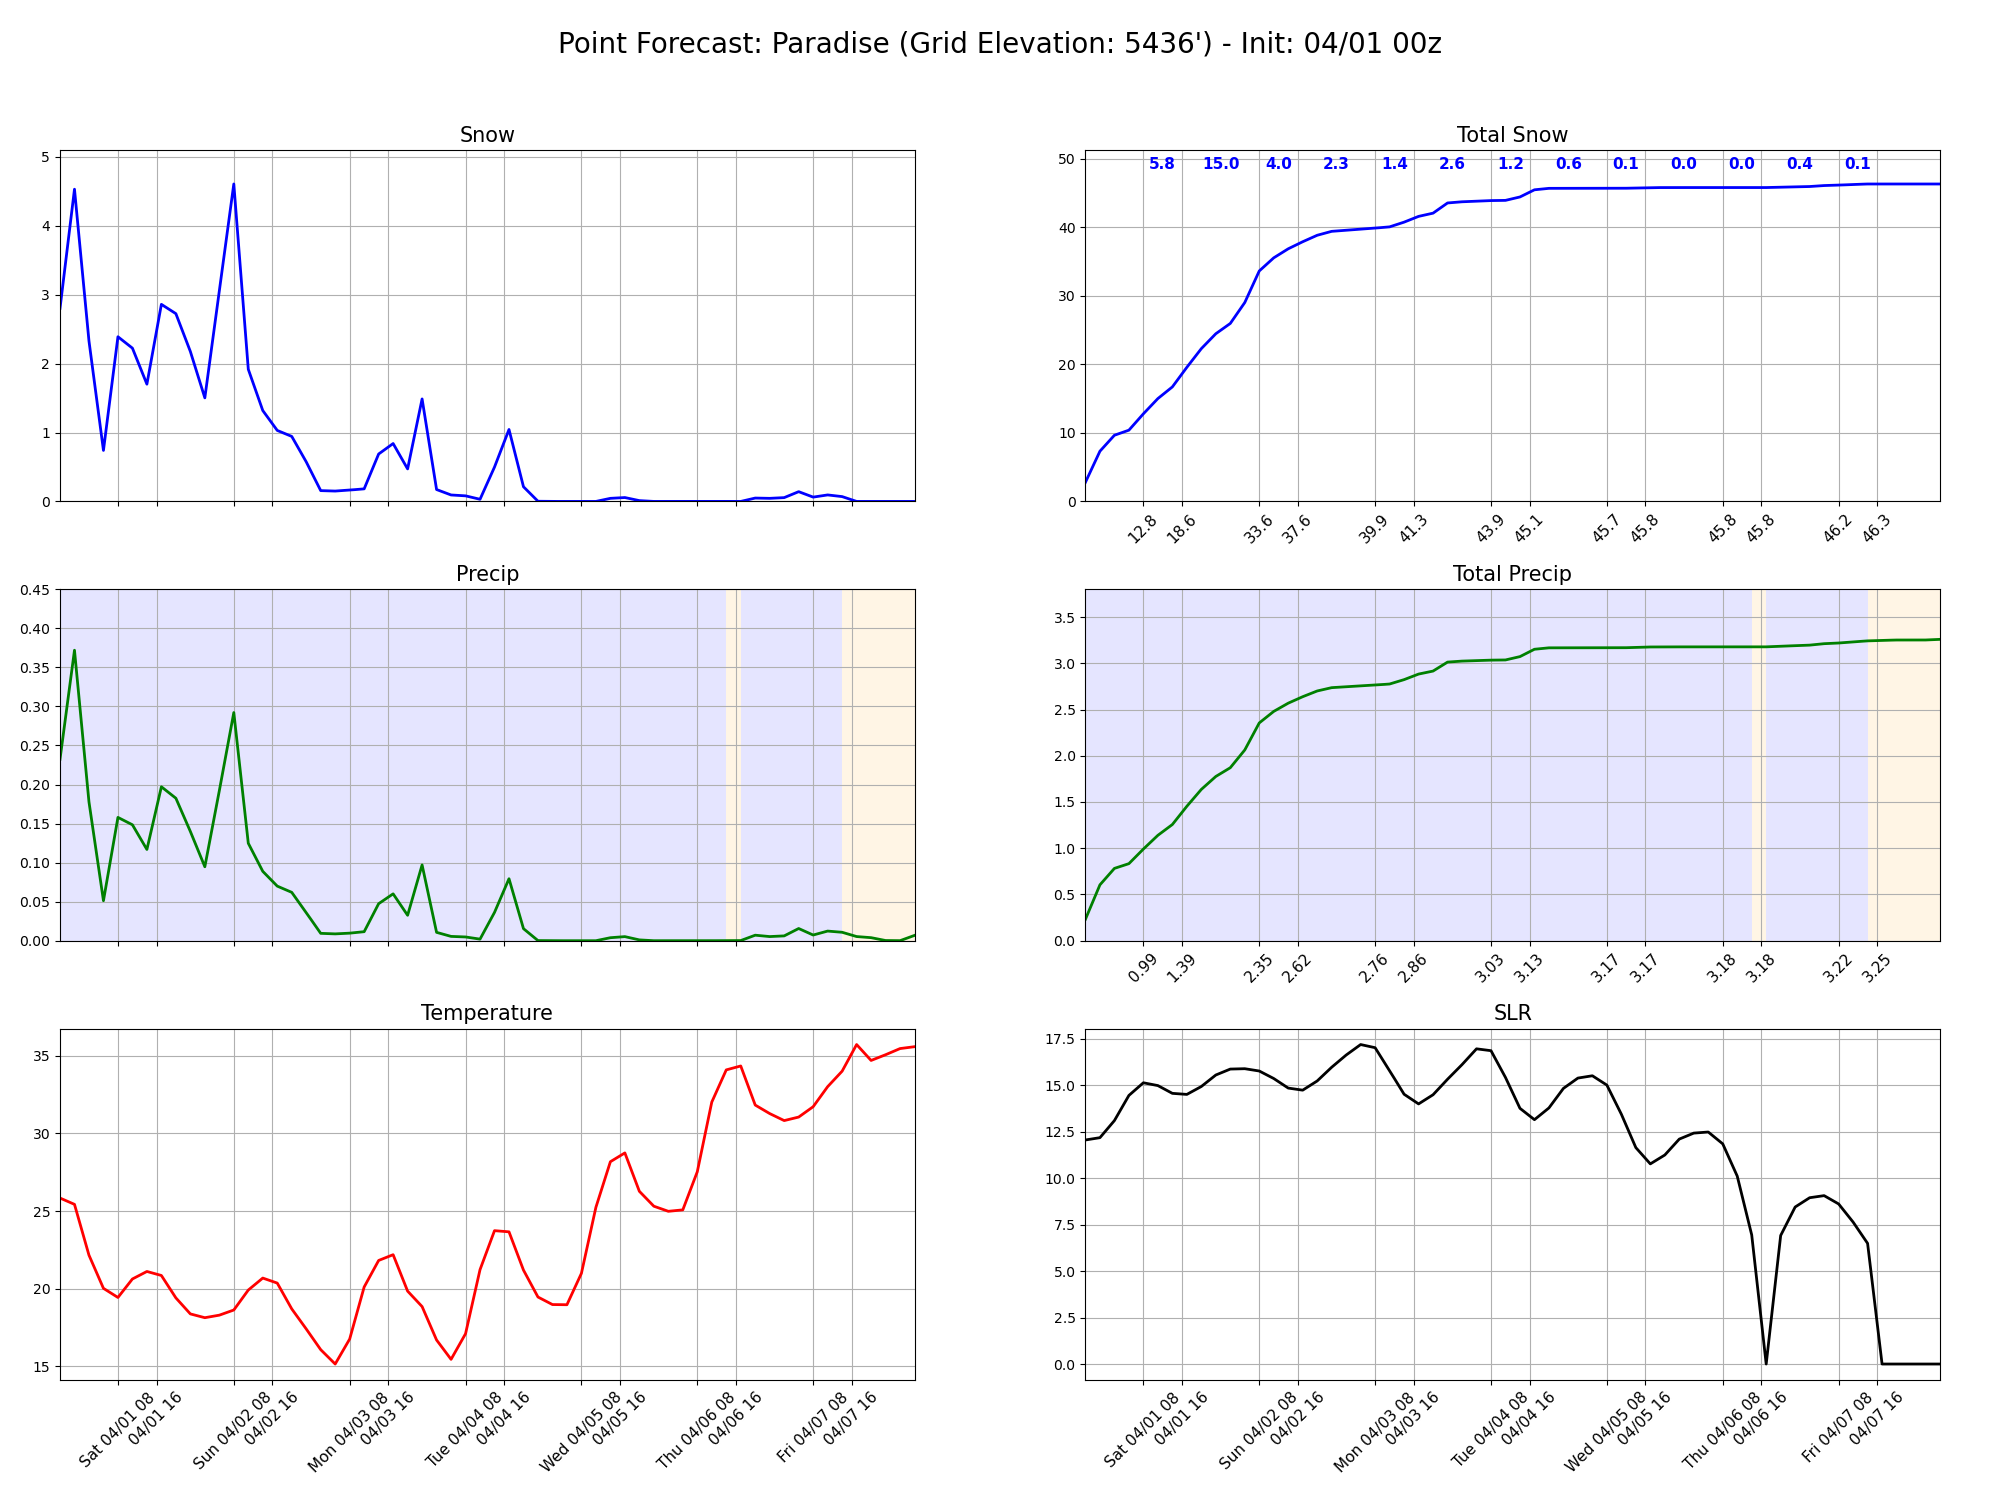 Point Forecast: Paradise (Grid Elevation: 5436') - Init: 04/01 00z
Snow
5
4
3
2
1
0
Total Snow
50
40
30
20
10
0
5.8 15.0 4.0 2.3 1.4 2.6 1.2 0.6 0.1 0.0 0.0 0.4 0.1
12.8 18.6 33.6 37.6 39.9 41.3 43.9 45.1 45.7 45.8 45.8 45.8 46.2 46.3
Precip
0.45
0.40
0.35
0.30
0.25
0.20
0.15
0.10
0.05
0.00
Total Precip
3.5
3.0
2.5
2.0
1.5
1.0
0.5
0.0
0.99 1.39 2.35 2.62 2.76 2.86 3.03 3.13 3.17 3.17 3.18 3.18 3.22 3.25
Temperature
35
30
25
20
15
Sat 04/01 08
04/01 16
Sun 04/02 08
04/02 16
Mon 04/03 08
04/03 16
Tue 04/04 08
04/04 16
Wed 04/05 08
04/05 16
Thu 04/06 08
04/06 16
Fri 04/07 08
04/07 16
SLR
17.5
15.0
12.5
10.0
7.5
5.0
2.5
0.0
Sat 04/01 08
04/01 16
Sun 04/02 08
04/02 16
Mon 04/03 08
04/03 16
Tue 04/04 08
04/04 16
Wed 04/05 08
04/05 16
Thu 04/06 08
04/06 16
Fri 04/07 08
04/07 16